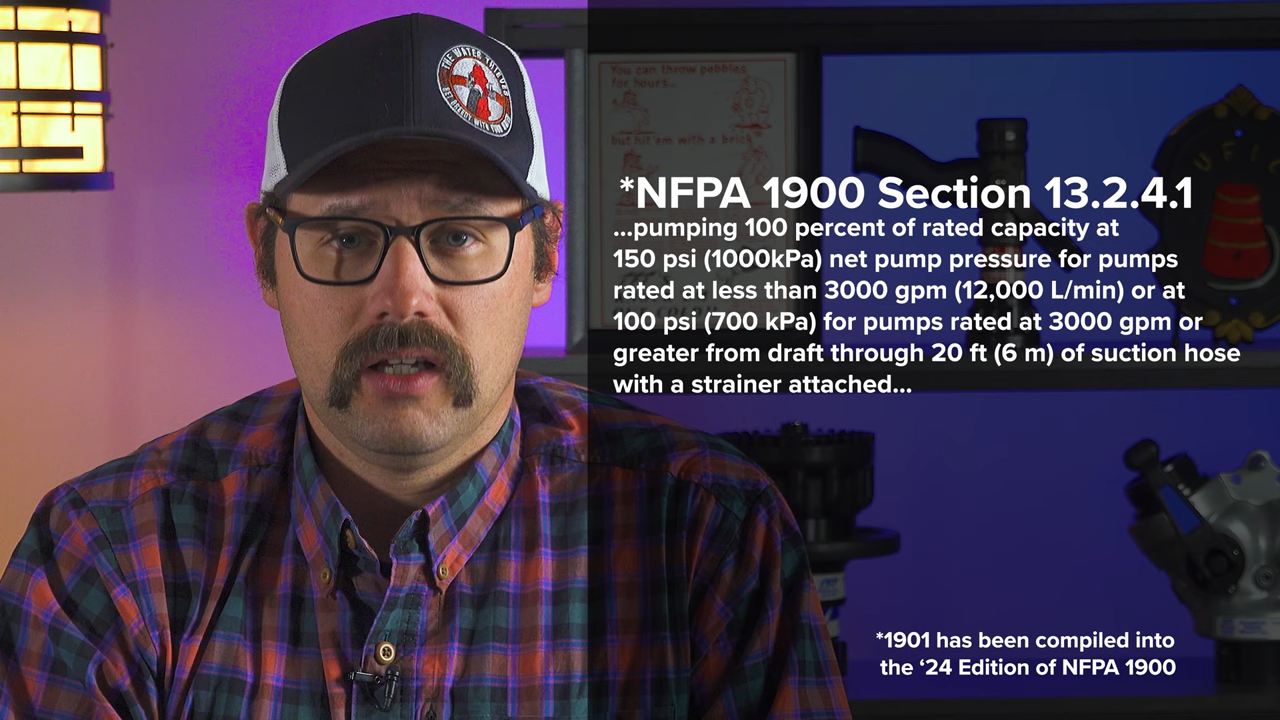 THE WATER THIEVES
You can throw pebbles
for hours...
but hit'em with a brick
*NFPA 1900 Section 13.2.4.1
...pumping 100 percent of rated capacity at
150 psi (1000kPa) net pump pressure for pumps
rated at less than 3000 gpm (12,000 L/min) or at
100 psi (700 kPa) for pumps rated at 3000 gpm or
greater from draft through 20 ft (6 m) of suction hose
with a strainer attached...
*1901 has been compiled into
the ‘24 Edition of NFPA 1900